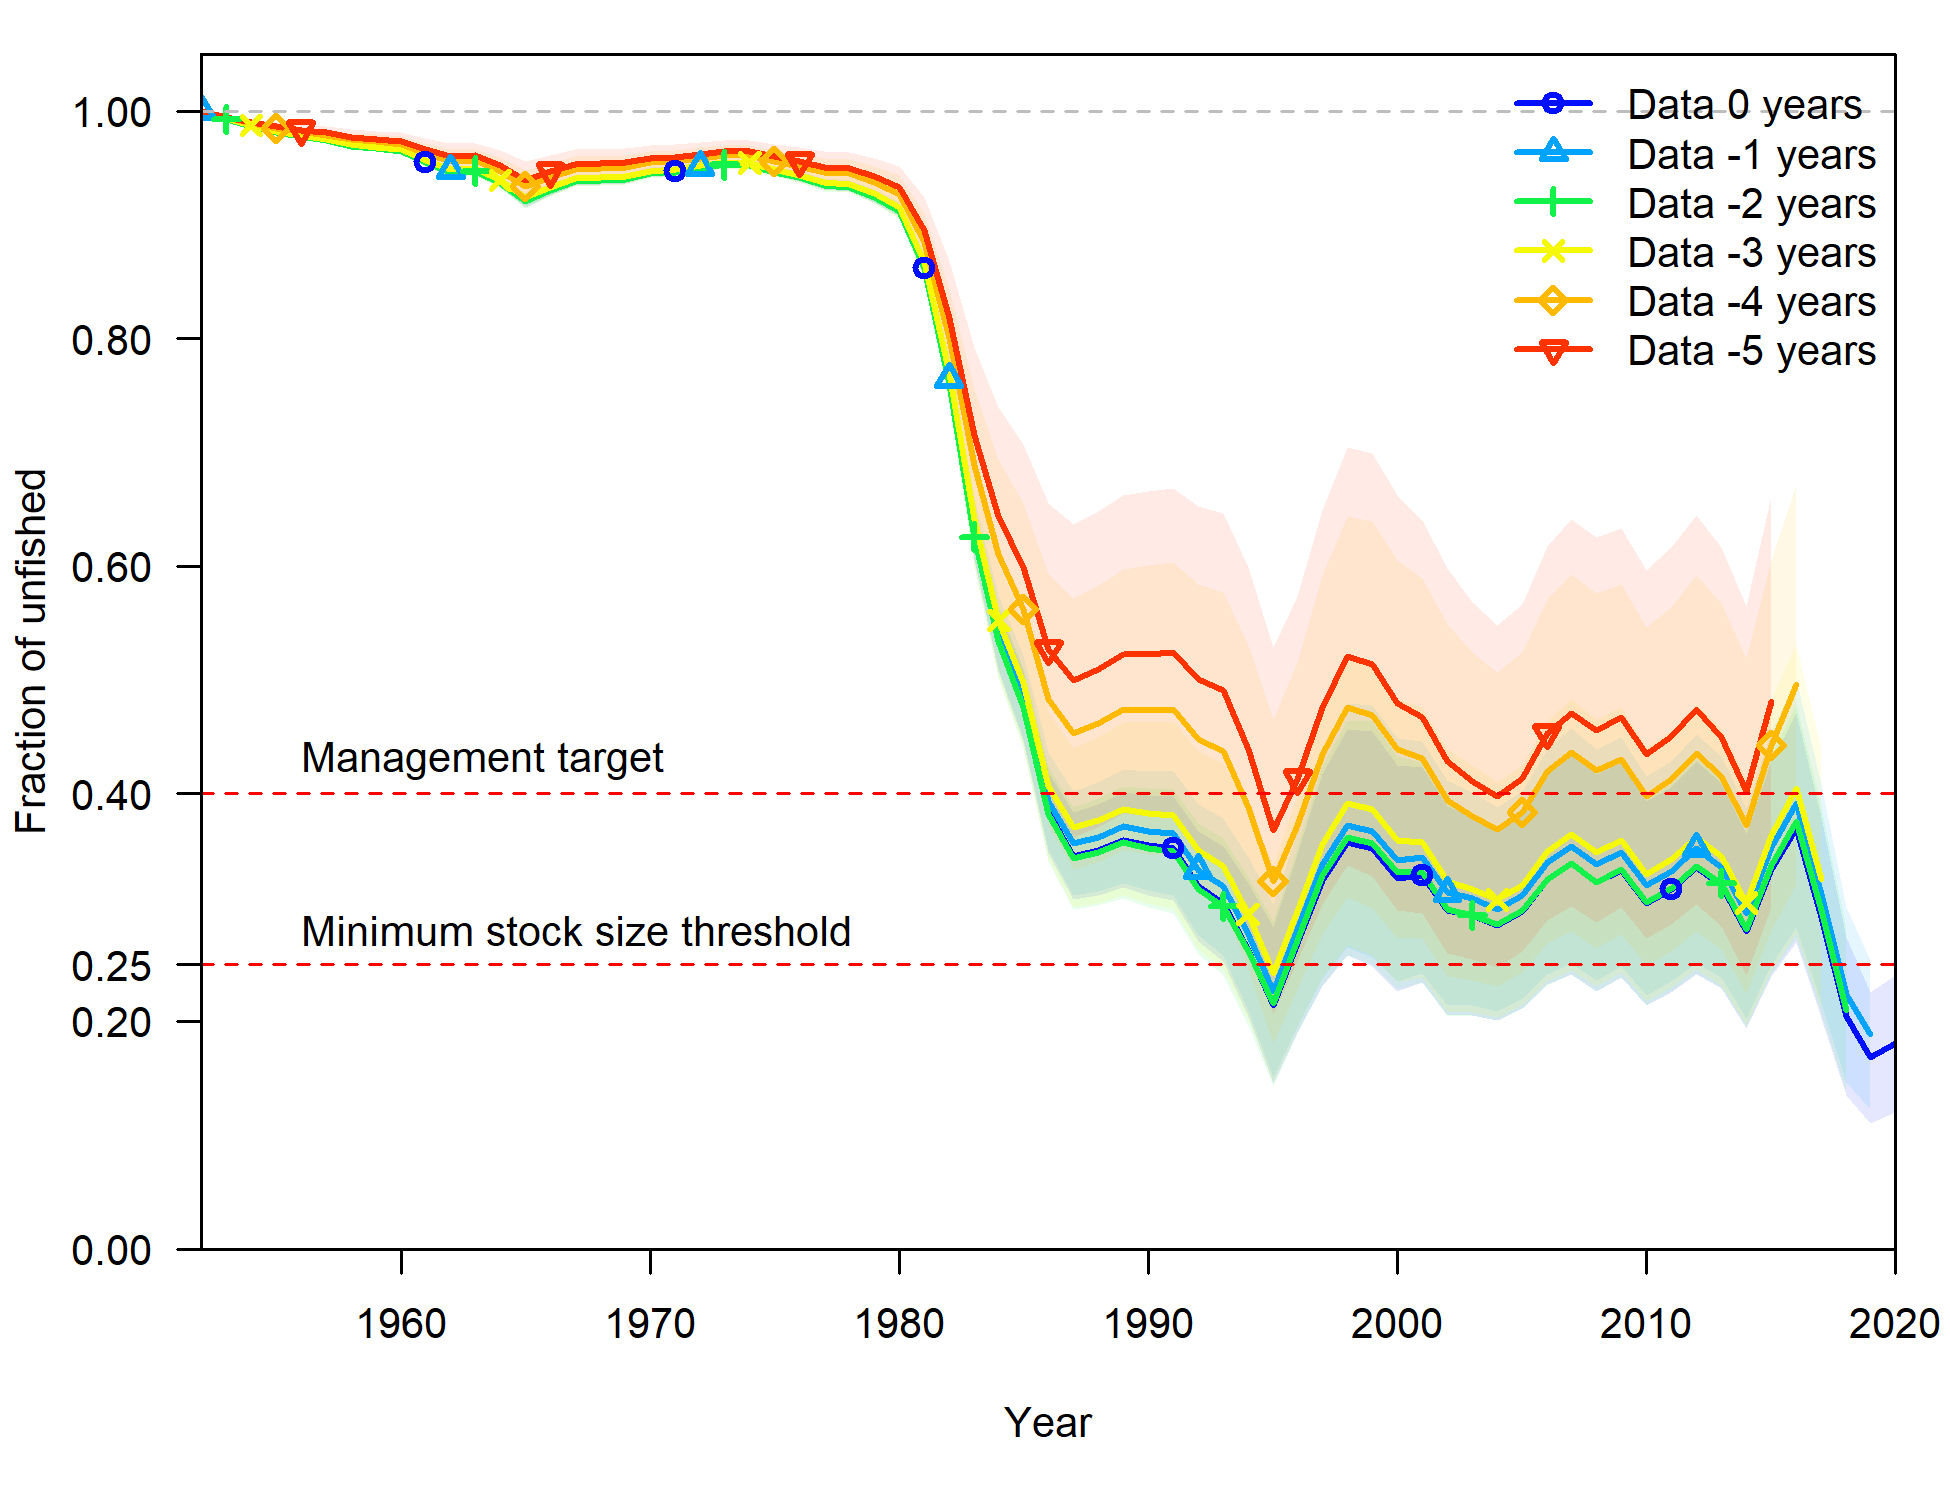 1.00
0.80
0.60
0.40
0.25
0.20
0.00
Fraction of unfished
Data 0 years
Data -1 years
Data -2 years
Data -3 years
Data -4 years
Data -5 years
Management target
Minimum stock size threshold
1960 1970 1980 1990 2000 2010 2020
Year